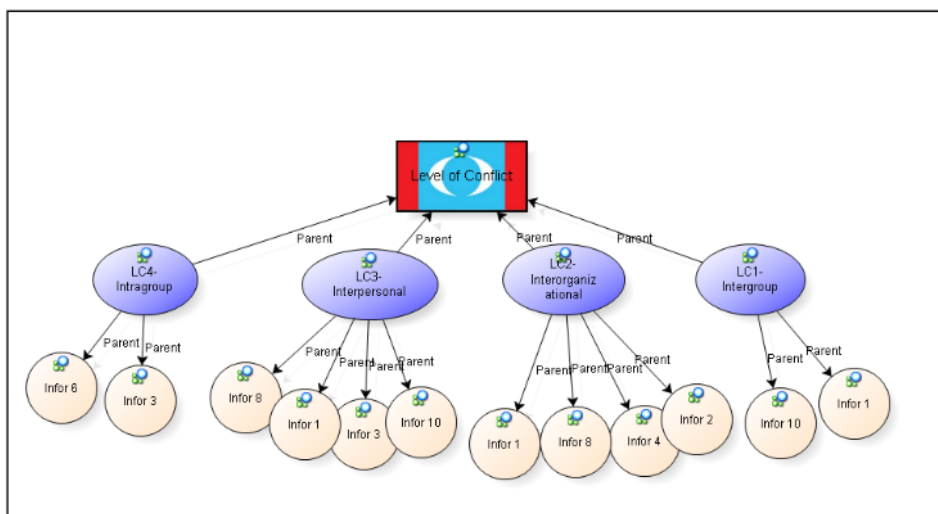 Level of Conflict
Parent
Parent
Parent
Parent
LC4-
Intragroup
LC3-
Interpersonal
LC2-
Interorganiz
ational
LC1-
Intergroup
Parent
Parent
Parent
Parent
Parent
Parent
Parent
Parent
Parent
Parent
Parent
Parent
Infor 6
Infor 3
Infor 8
Infor 1
Infor 3
Infor 10
Infor 1
Infor 8
Infor 4
Infor 2
Infor 10
Infor 1